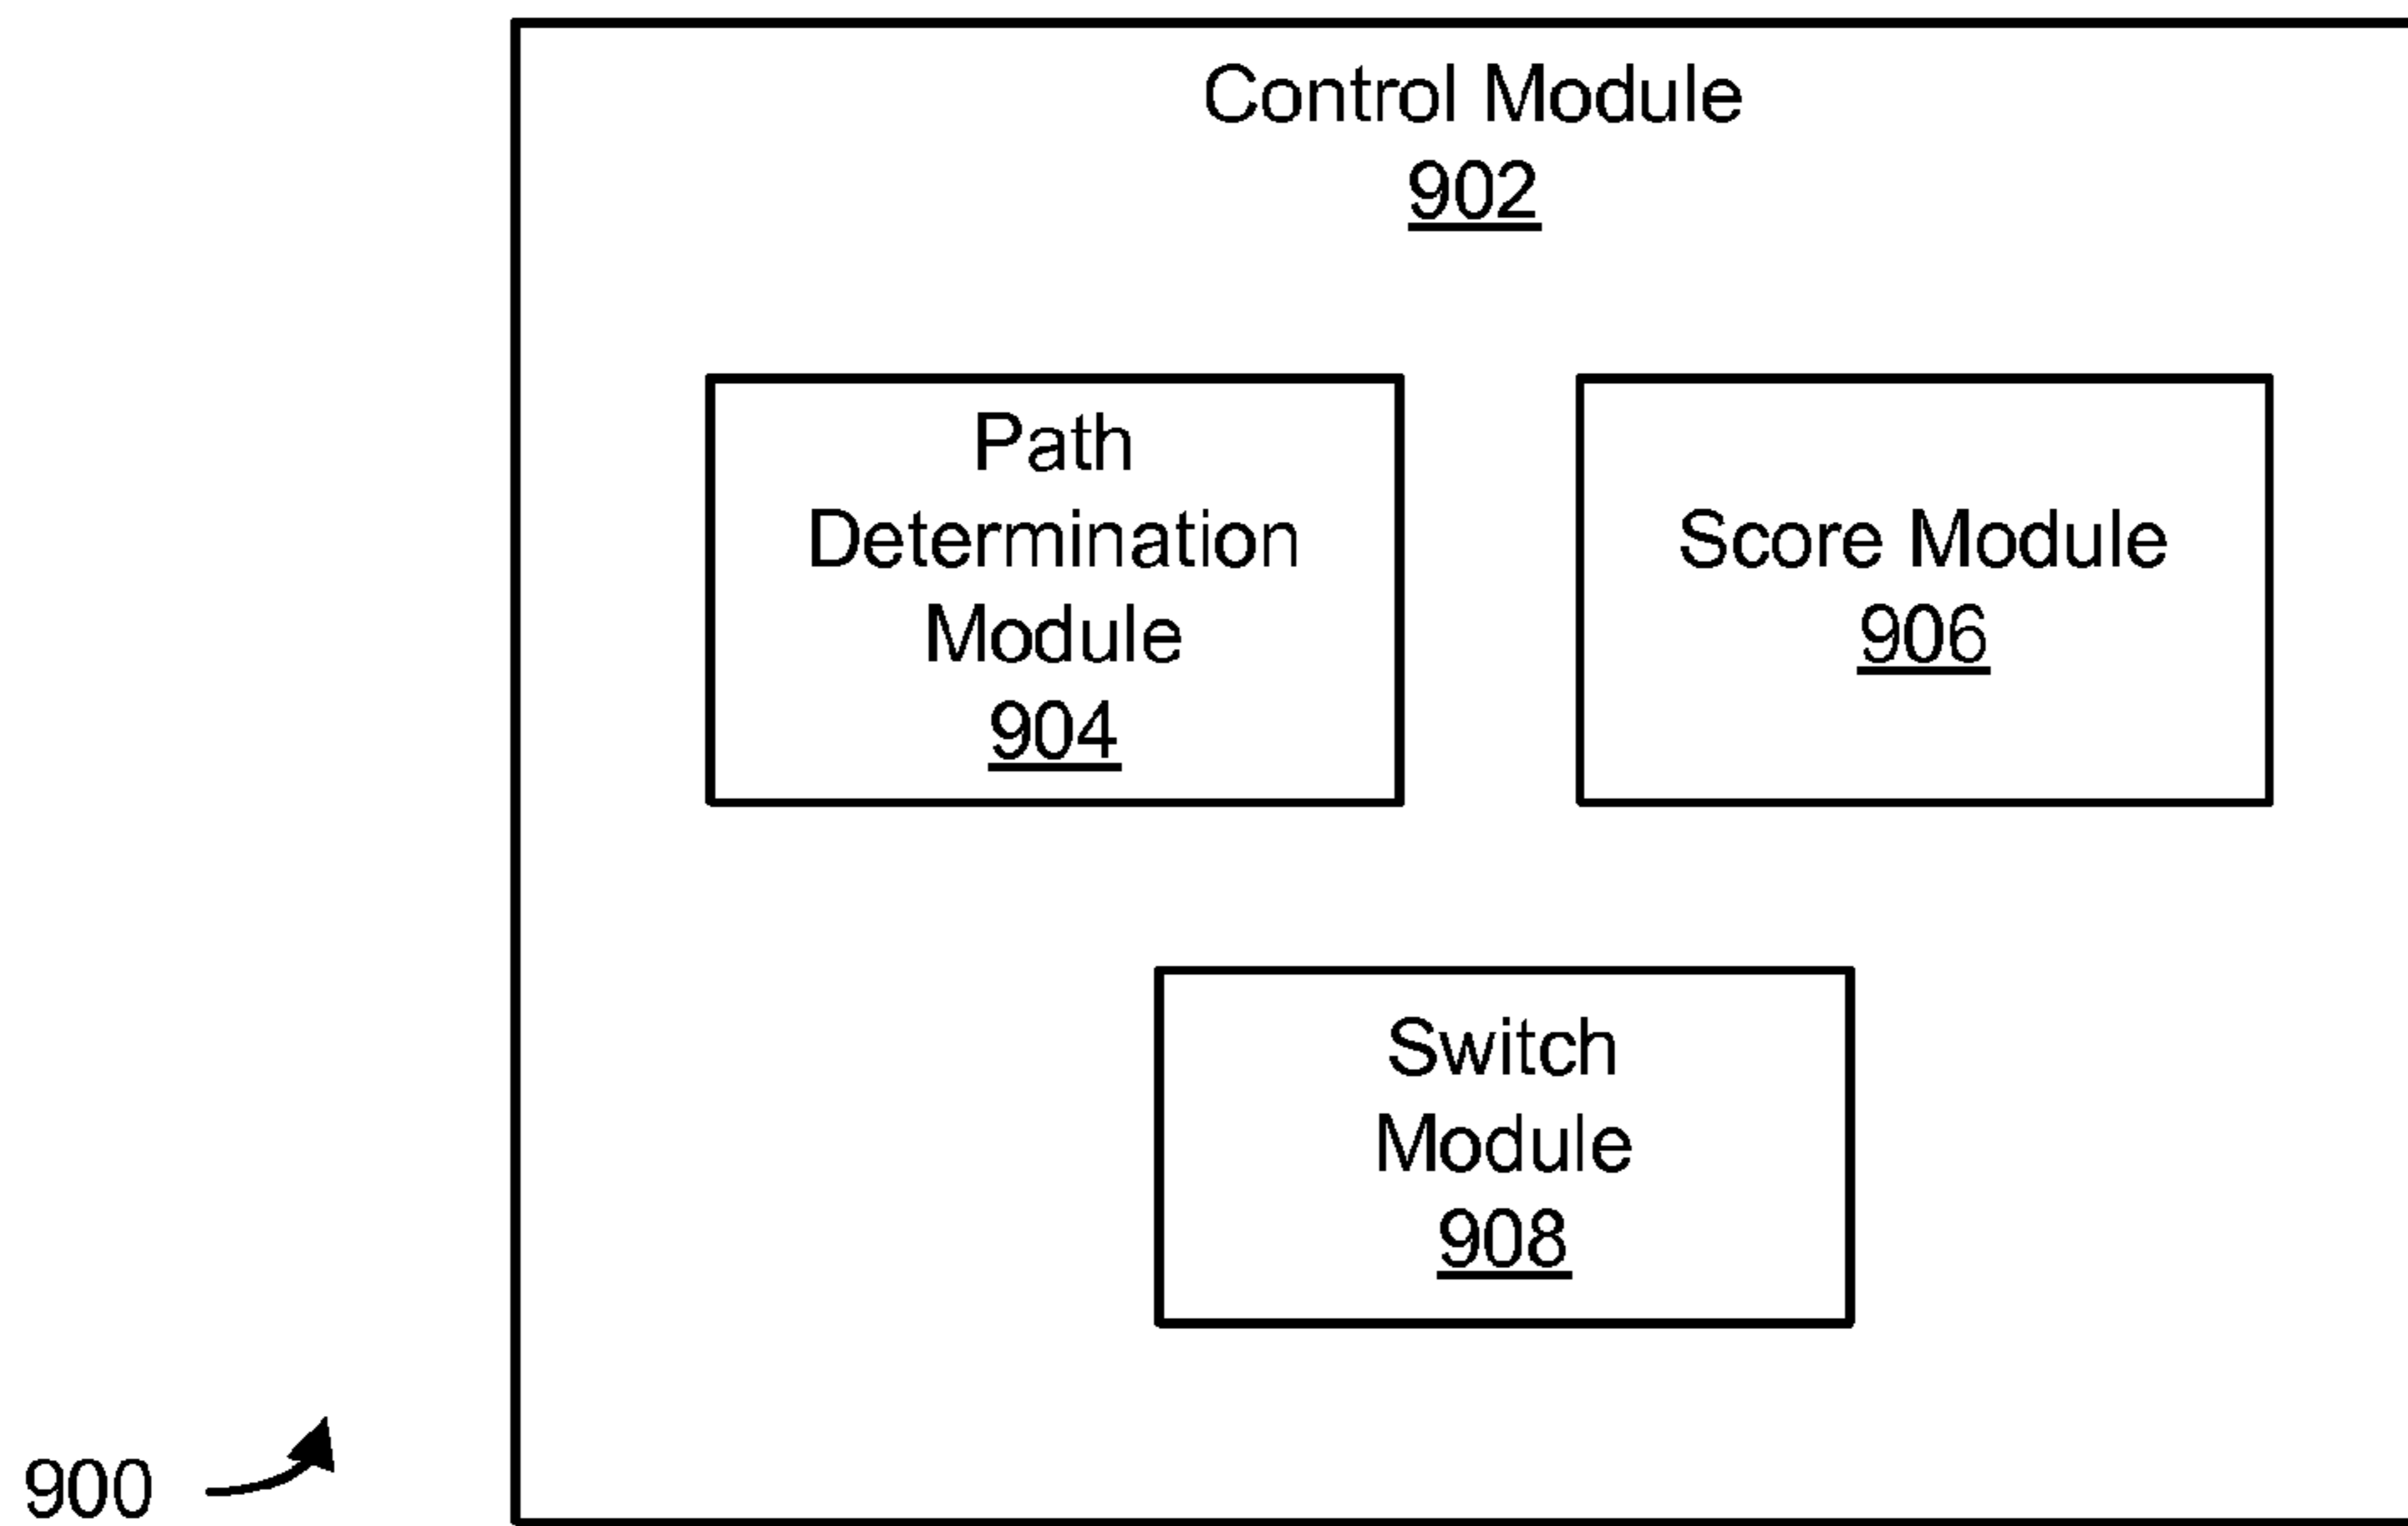 Control Module
902
Path
Determination
Module
904
Score Module
906
Switch
Module
908
900